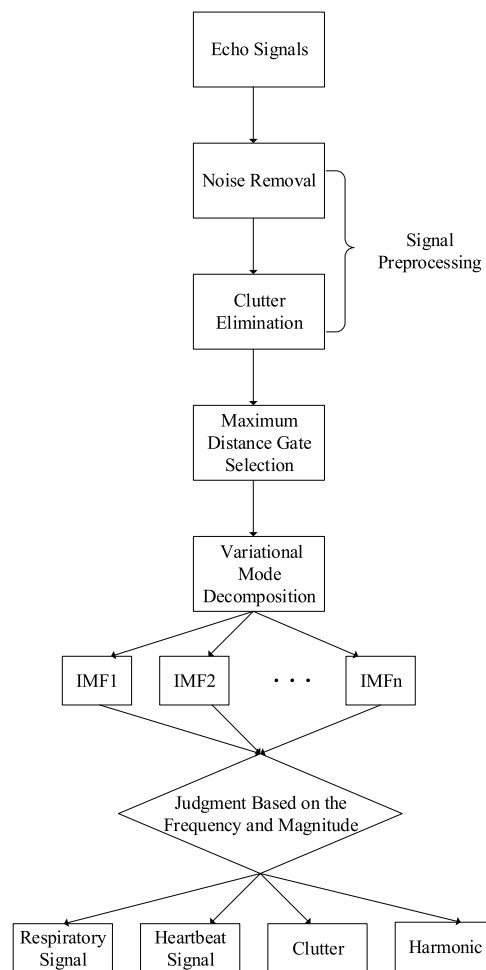 Echo Signals
Noise Removal
Signal
Preprocessing
Clutter
Elimination
Maximum
Distance Gate
Selection
Variational
Mode
Decomposition
IMF1 IMF2 · · · IMFn
Judgment Based on the
Frequency and Magnitude
Respiratory
Signal
Heartbeat
Signal
Clutter
Harmonic